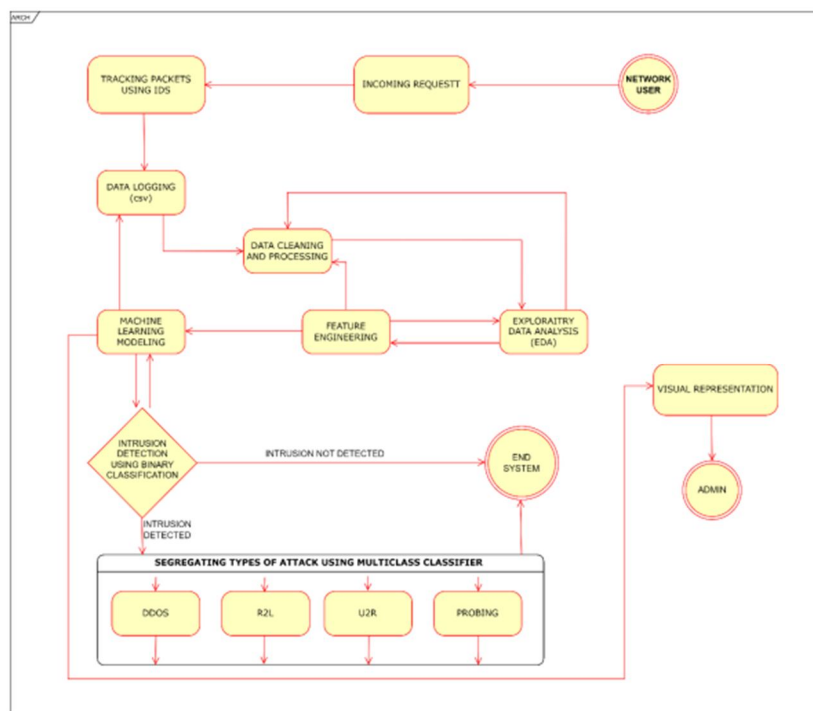 ARCH
TRACKING PACKETS
USING IDS
INCOMING REQUESTT
NETWORK
USER
DATA LOGGING
(csv)
DATA CLEANING
AND PROCESSING
MACHINE
LEARNING
MODELING
FEATURE
ENGINEERING
EXPLORAITRY
DATA ANALYSIS
(EDA)
VISUAL REPRESENTATION
INTRUSION
DETECTION
USING BINARY
CLASSIFICATION
INTRUSION NOT DETECTED
END
SYSTEM
ADMIN
INTRUSION
DETECTED
SEGREGATING TYPES OF ATTACK USING MULTICLASS CLASSIFIER
DDOS
R2L
U2R
PROBING